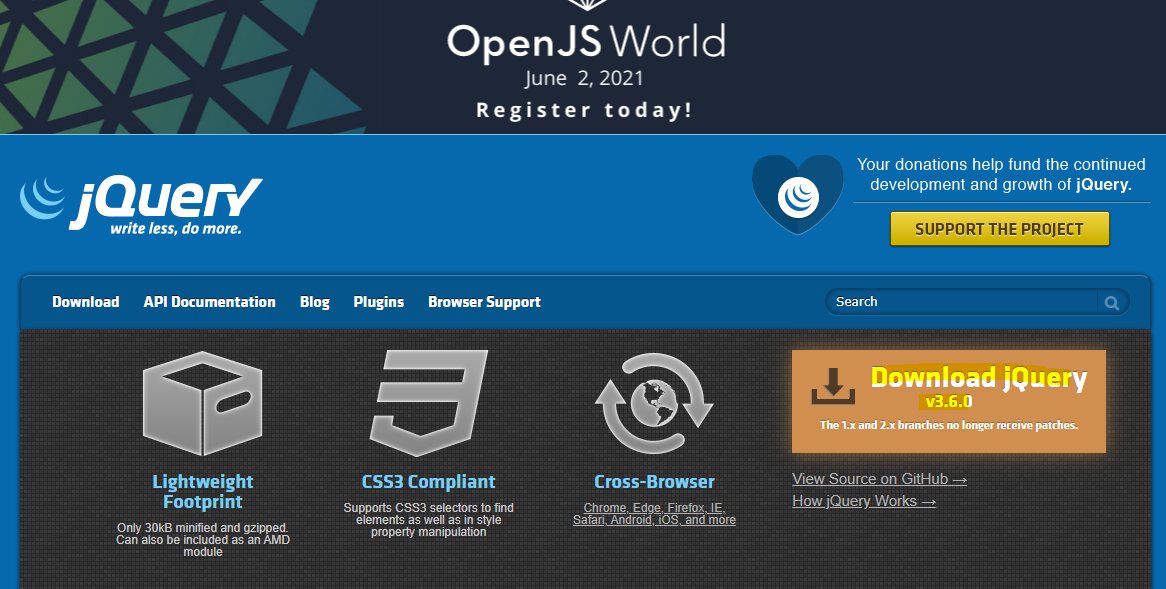 OpenJS World
June 2, 2021
Register today!
Your donations help fund the continued
development and growth of jQuery.
jQuery
write less, do more.
SUPPORT THE PROJECT
Download API Documentation Blog Plugins Browser Support Search
Download jQuery
v3.6.0
The 1.x and 2.x branches no longer receive patches.
Lightweight
Footprint
Only 30kB minified and gzipped.
Can also be included as an AMD
module
CSS3 Compliant
Supports CSS3 selectors to find
elements as well as in style
property manipulation
Cross-Browser
Chrome, Edge, Firefox, IE,
Safari, Android, iOS, and more
View Source on GitHub →
How jQuery Works →